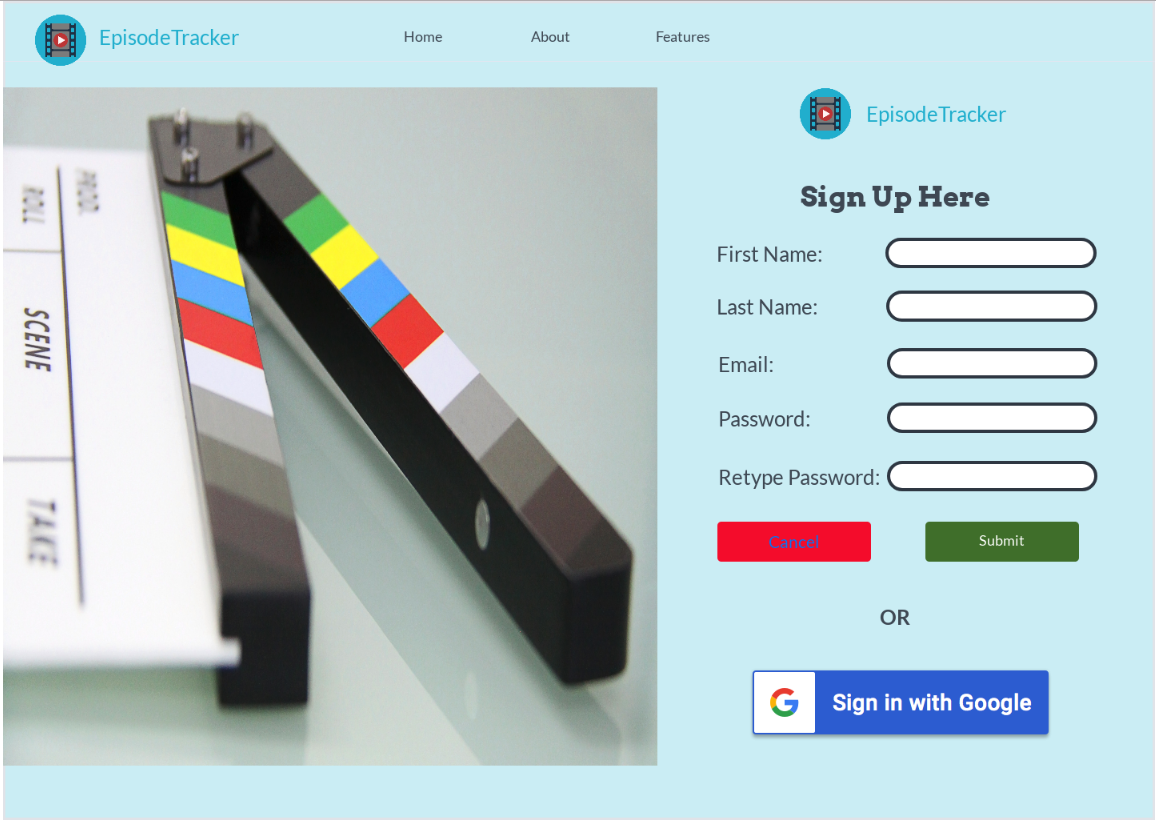 EpisodeTracker
Home About Features
EpisodeTracker
Sign Up Here
First Name:
Last Name:
Email:
Password:
Retype Password:
Cancel Submit
OR
Sign in with Google
PROD.
ROLL
SCENE
TAKE